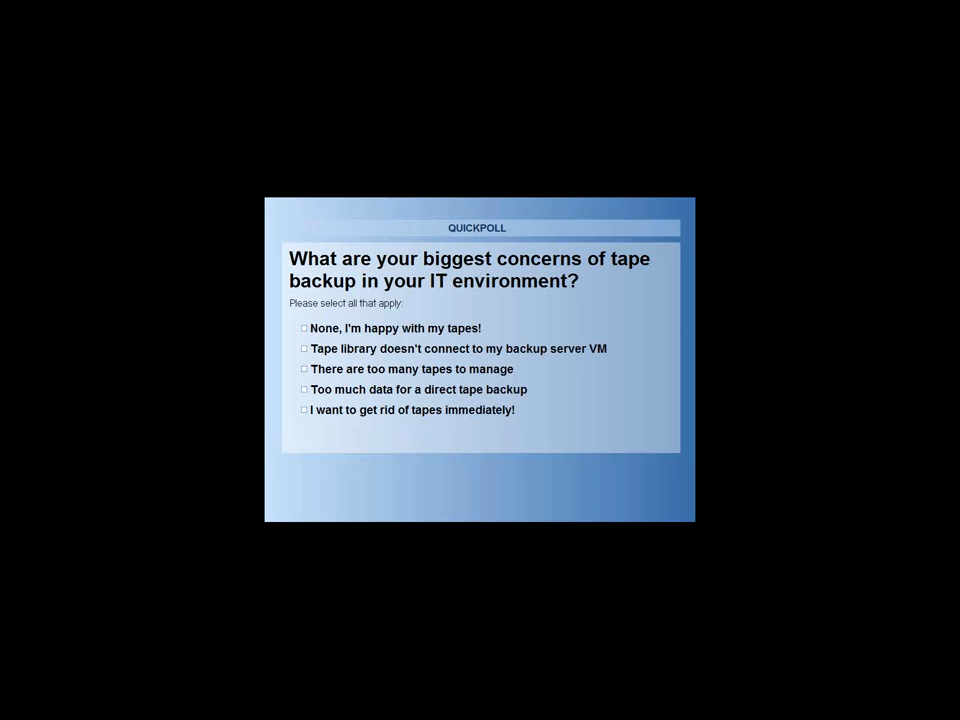 QUICKPOLL
What are your biggest concerns of tape
backup in your IT environment?
Please select all that apply:
None, I'm happy with my tapes!
Tape library doesn't connect to my backup server VM
There are too many tapes to manage
Too much data for a direct tape backup
I want to get rid of tapes immediately!